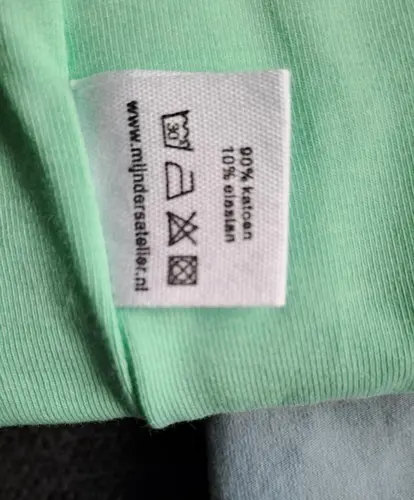 90% katoen
10% elastan
30
www.mijndersatelier.nl